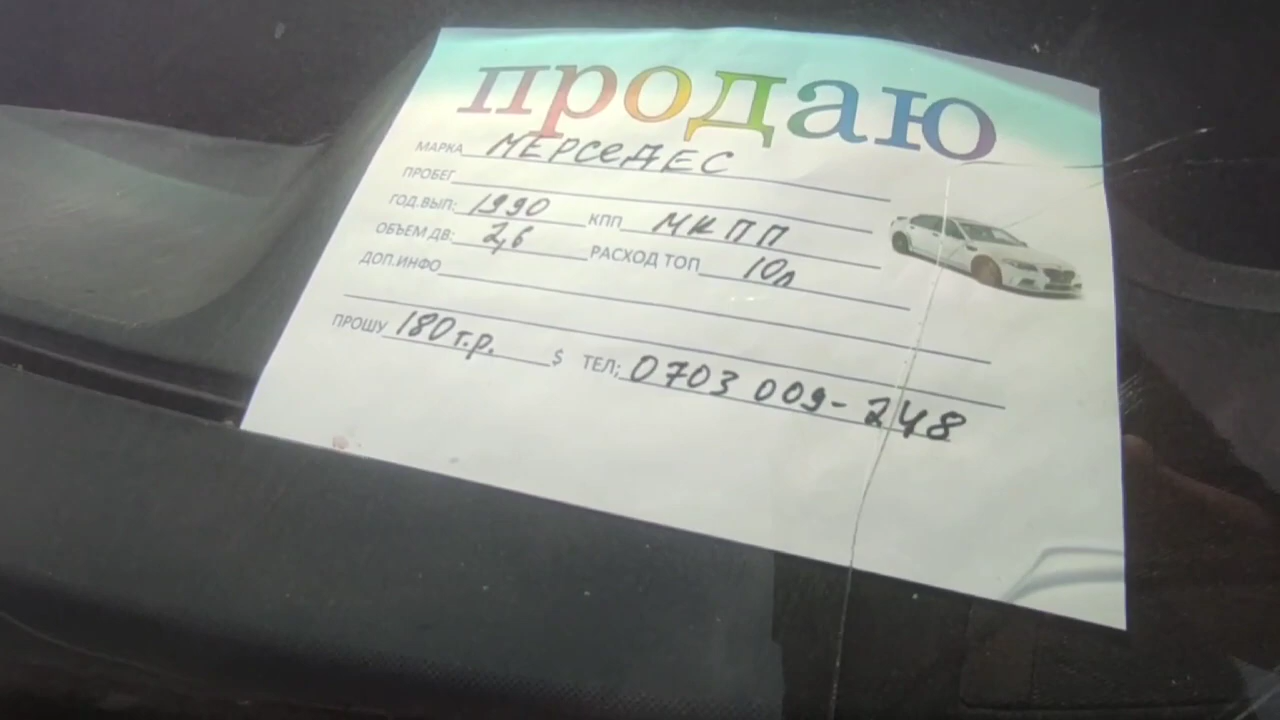 продаю
МАРКА МЕРСЕДЕС
ПРОБЕГ
ГОД.ВЫП: 1990 КПП МКПП
ОБЪЕМ ДВ: 2,6 РАСХОД ТОП 10л
ДОП.ИНФО
ПРОШУ 180 т.р. $ ТЕЛ; 0703 009-248